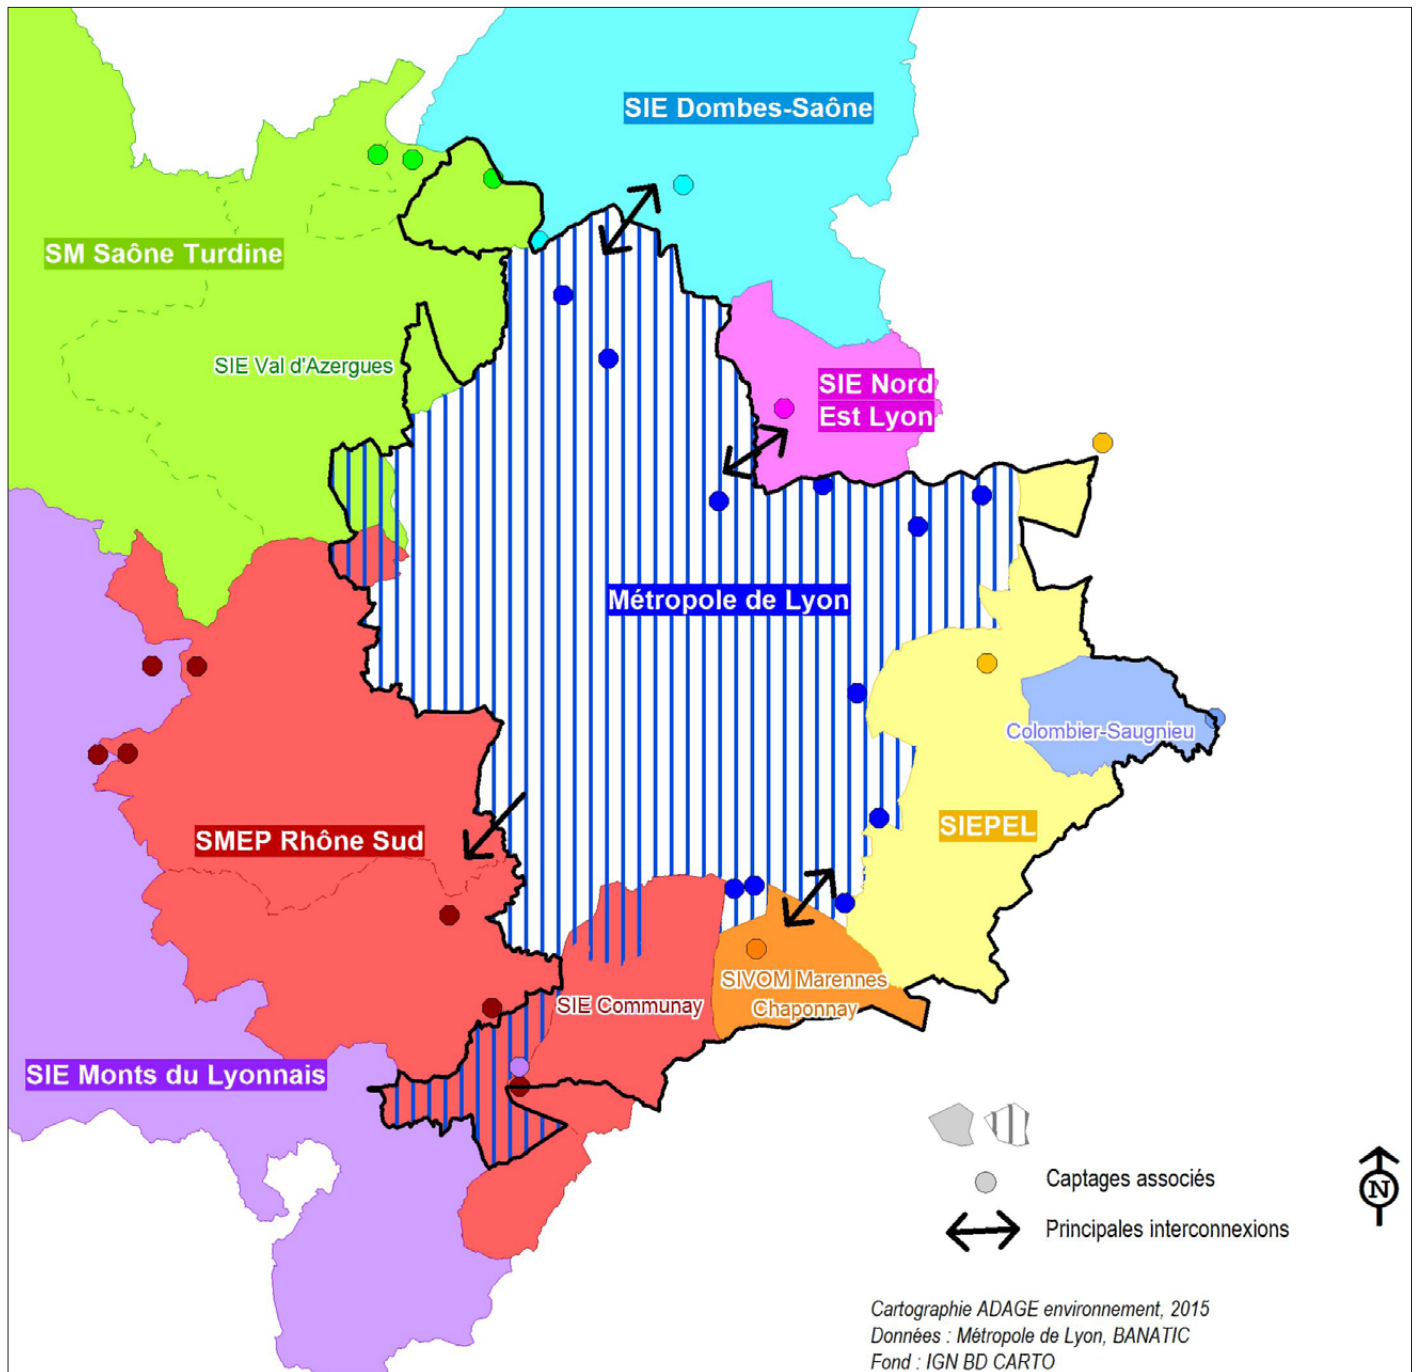 SIE Dombes-Saône
SM Saône Turdine
SIE Val d'Azergues
SIE Nord
Est Lyon
Métropole de Lyon
Colombier-Saugnieu
SMEP Rhône Sud
SIEPEL
SIVOM Marennes
Chaponnay
SIE Communay
SIE Monts du Lyonnais
Captages associés
N
Principales interconnexions
Cartographie ADAGE environnement, 2015
Données : Métropole de Lyon, BANATIC
Fond : IGN BD CARTO